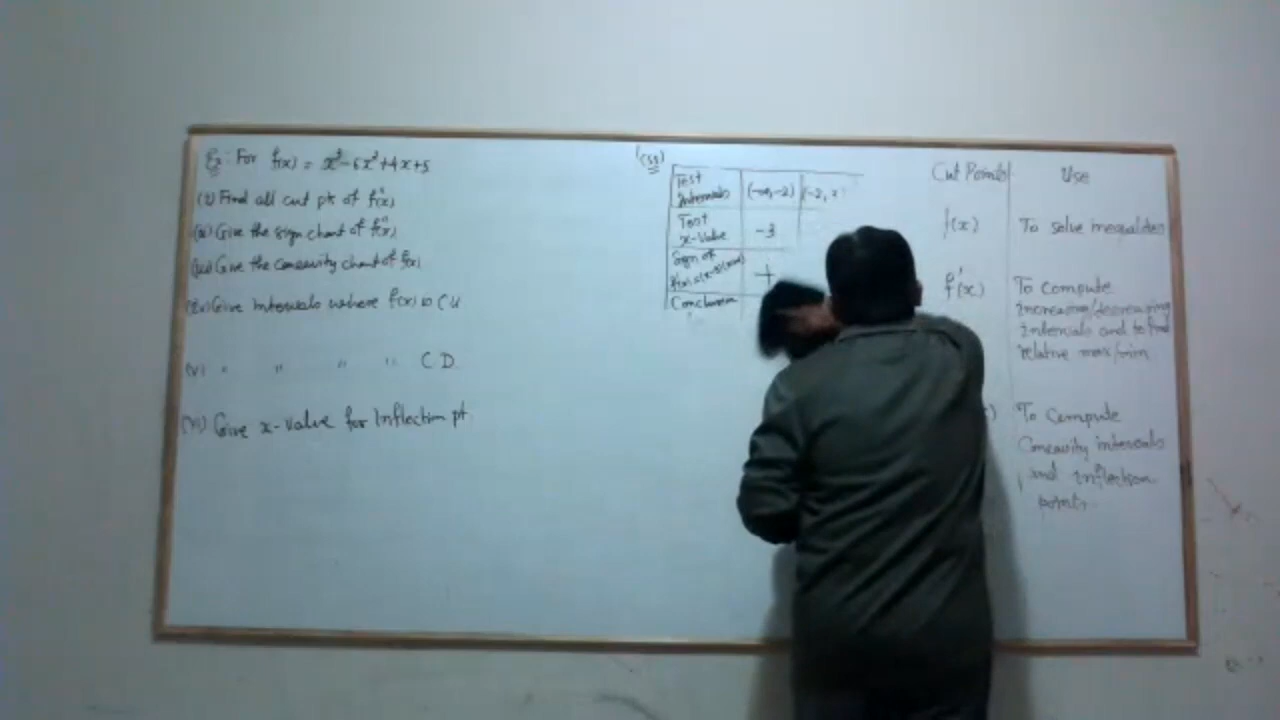 Ex: For f(x) = x³-6x²+4x+5
(i) Find all cut pts of f''(x)
(ii) Give the sign chart of f''(x)
(iii) Give the concavity chart of f(x)
(iv) Give intervals where f(x) is CU
(v) " " " " C D.
(vi) Give x-value for Inflection pt.
(SS)
Test Intervals (-∞,-2) (-2,
Test x-value -3
Sign of +
Conclusion
Cut Points Use
f(x) To solve inequalities
f'(x) To compute
increasing/decreasing
intervals and to find
relative max/min
To Compute
Concavity intervals
and inflection
points.